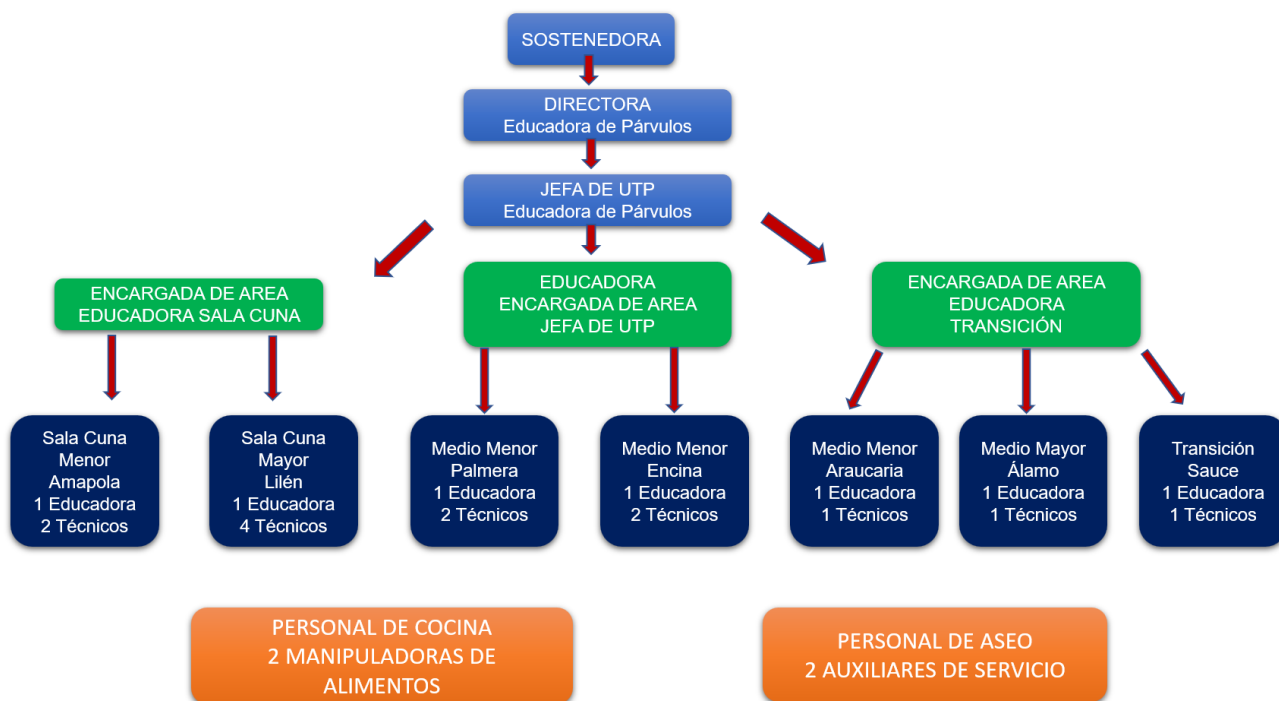 SOSTENEDORA
DIRECTORA
Educadora de Párvulos
JEFA DE UTP
Educadora de Párvulos
ENCARGADA DE AREA
EDUCADORA SALA CUNA
EDUCADORA
ENCARGADA DE AREA
JEFA DE UTP
ENCARGADA DE AREA
EDUCADORA
TRANSICIÓN
Sala Cuna
Menor
Amapola
1 Educadora
2 Técnicos
Sala Cuna
Mayor
Lilén
1 Educadora
4 Técnicos
Medio Menor
Palmera
1 Educadora
2 Técnicos
Medio Menor
Encina
1 Educadora
2 Técnicos
Medio Menor
Araucaria
1 Educadora
1 Técnicos
Medio Mayor
Álamo
1 Educadora
1 Técnicos
Transición
Sauce
1 Educadora
1 Técnicos
PERSONAL DE COCINA
2 MANIPULADORAS DE
ALIMENTOS
PERSONAL DE ASEO
2 AUXILIARES DE SERVICIO